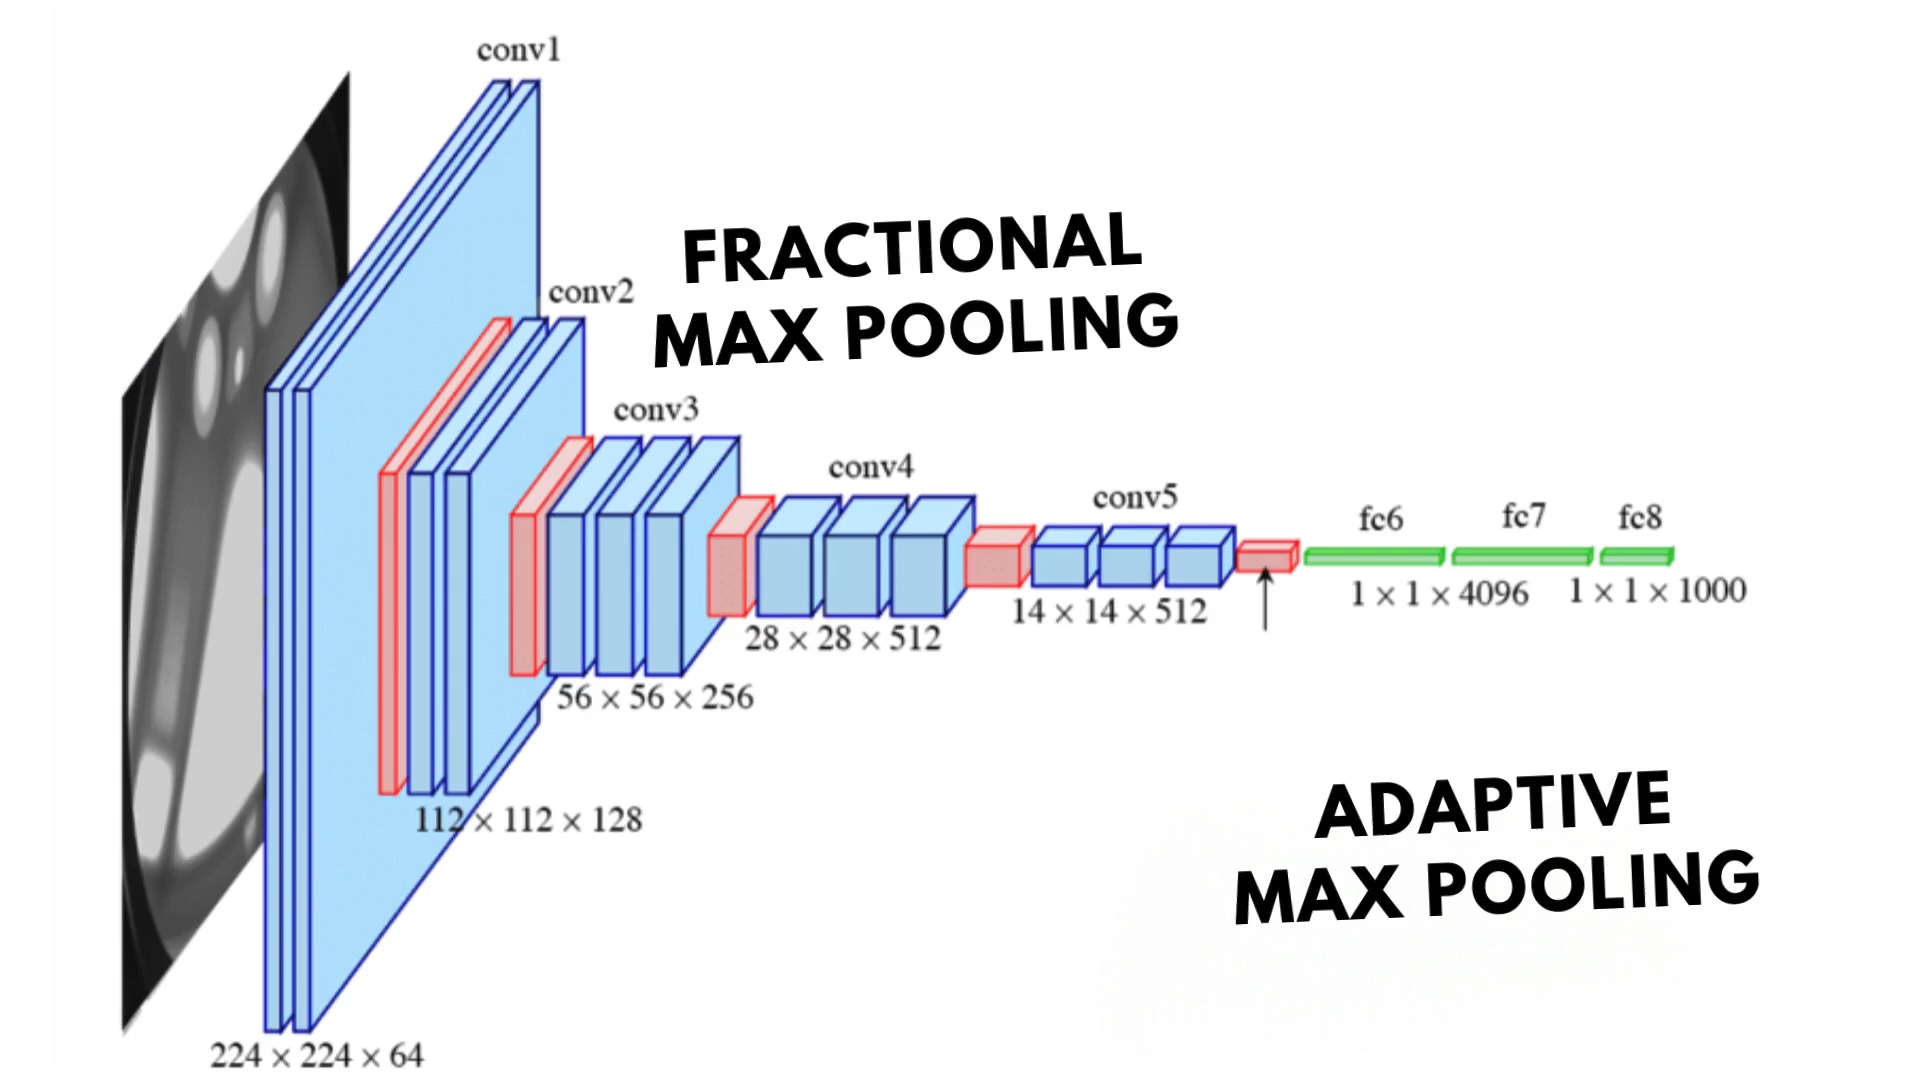 conv1
conv2
FRACTIONAL
MAX POOLING
conv3
conv4
conv5
fc6
fc7
fc8
1 × 1 × 4096
1 × 1 × 1000
14 × 14 × 512
28 × 28 × 512
56 × 56 × 256
112 × 112 × 128
ADAPTIVE
MAX POOLING
224 × 224 × 64